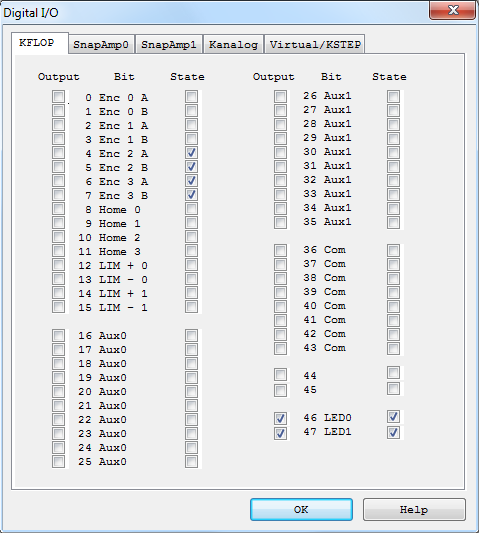 Digital I/O
KFLOP SnapAmp0 SnapAmp1 Kanalog Virtual/KSTEP
Output Bit State
0 Enc 0 A
1 Enc 0 B
2 Enc 1 A
3 Enc 1 B
4 Enc 2 A
5 Enc 2 B
6 Enc 3 A
7 Enc 3 B
8 Home 0
9 Home 1
10 Home 2
11 Home 3
12 LIM + 0
13 LIM - 0
14 LIM + 1
15 LIM - 1
16 Aux0
17 Aux0
18 Aux0
19 Aux0
20 Aux0
21 Aux0
22 Aux0
23 Aux0
24 Aux0
25 Aux0
Output Bit State
26 Aux1
27 Aux1
28 Aux1
29 Aux1
30 Aux1
31 Aux1
32 Aux1
33 Aux1
34 Aux1
35 Aux1
36 Com
37 Com
38 Com
39 Com
40 Com
41 Com
42 Com
43 Com
44
45
46 LED0
47 LED1
OK Help